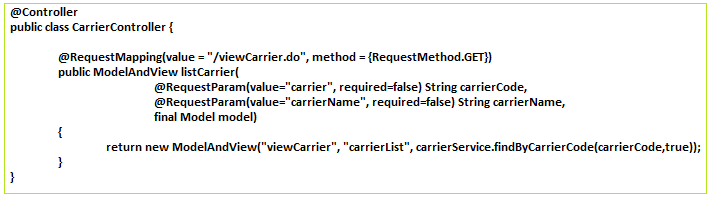 @Controller
public class CarrierController {
@RequestMapping(value = "/viewCarrier.do", method = {RequestMethod.GET})
public ModelAndView listCarrier(
@RequestParam(value="carrier", required=false) String carrierCode,
@RequestParam(value="carrierName", required=false) String carrierName,
final Model model)
{
return new ModelAndView("viewCarrier", "carrierList", carrierService.findByCarrierCode(carrierCode,true));
}
}